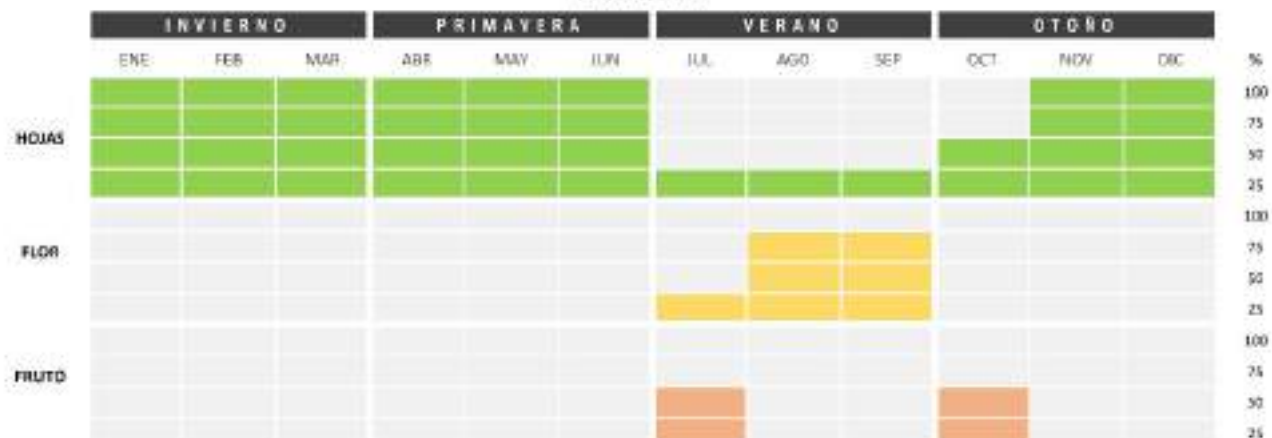 INVIERNO PRIMAVERA VERANO OTOÑO
ENE FEB MAR ABR MAY JUN JUL AGO SEP OCT NOV DIC %
100
75
HOJAS
50
25
100
FLOR 75
50
25
100
FRUTO 75
50
25